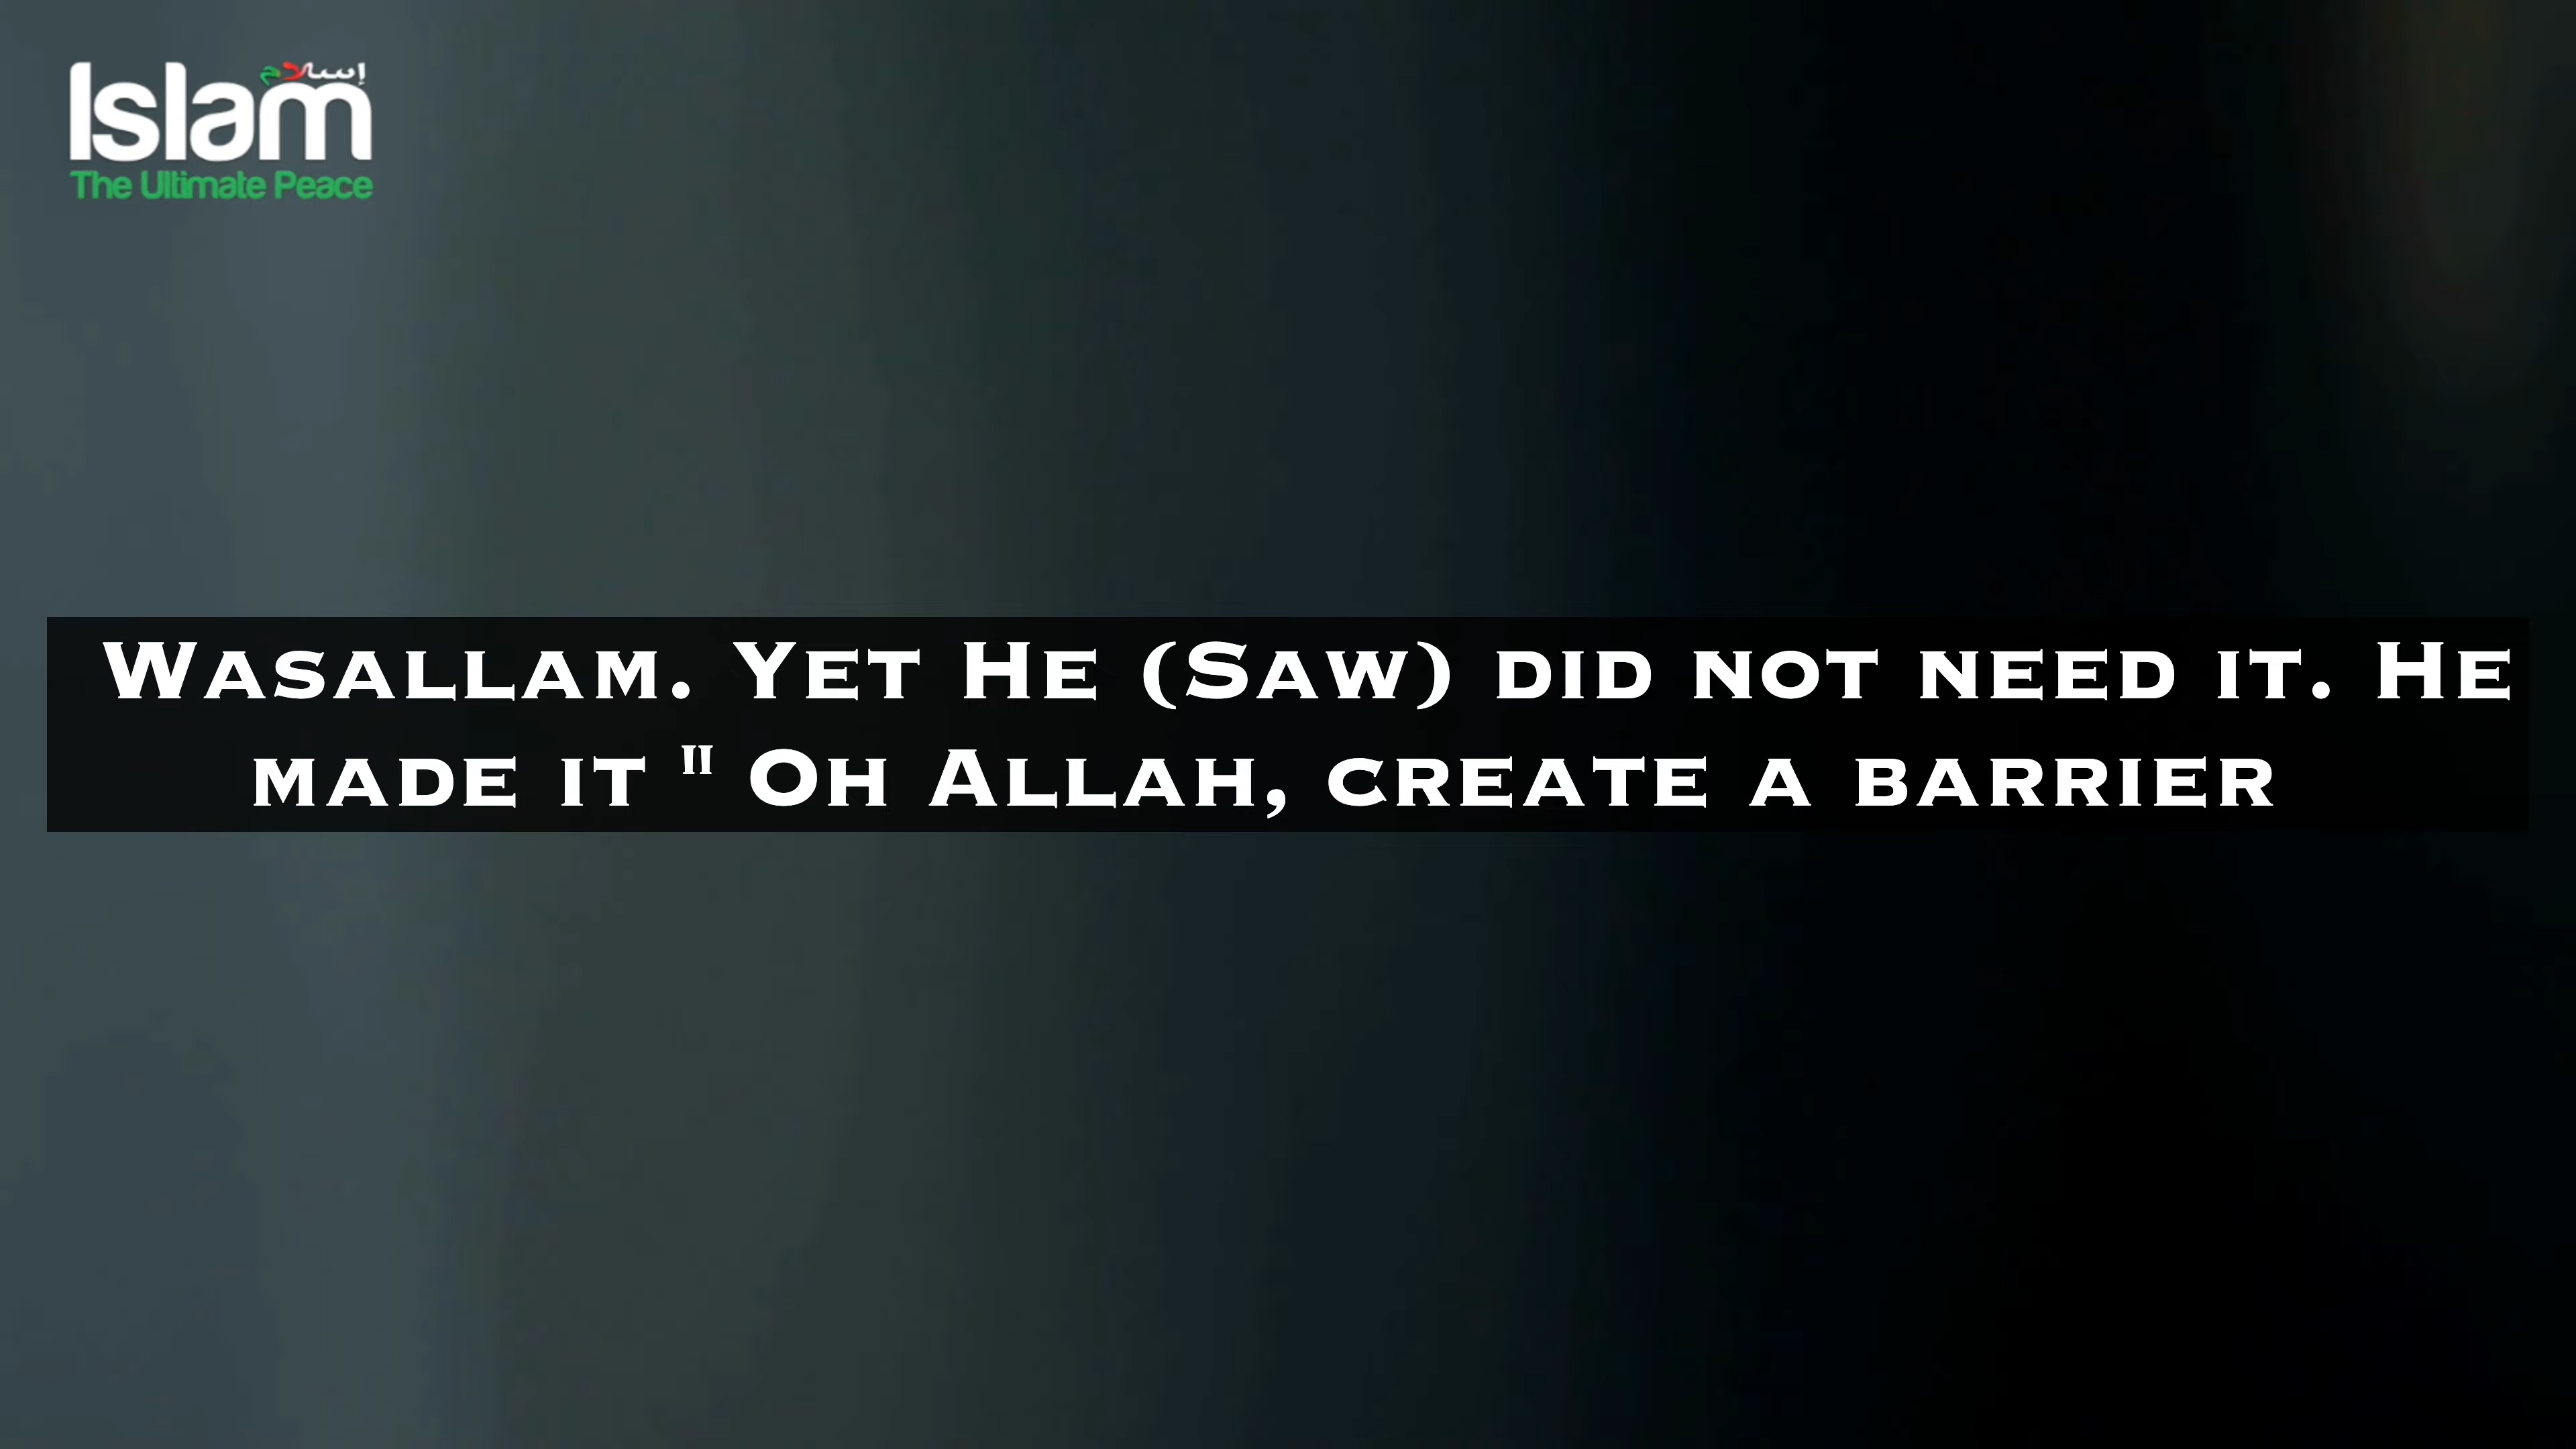 إسلام
Islam
The Ultimate Peace
Wasallam. Yet He (Saw) did not need it. He
made it " Oh Allah, create a barrier